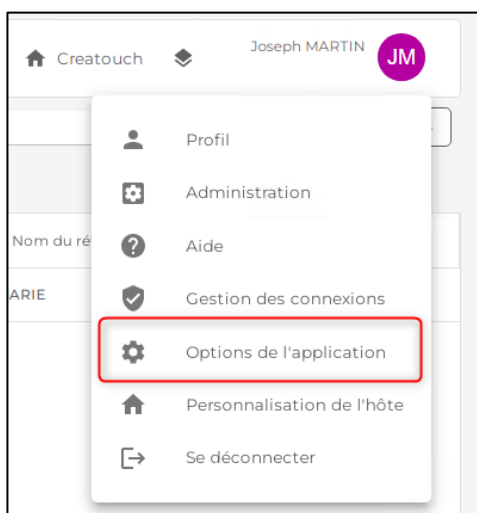 Creatouch
Joseph MARTIN
JM
Profil
Administration
Nom du ré
Aide
ARIE
Gestion des connexions
Options de l'application
Personnalisation de l'hôte
Se déconnecter